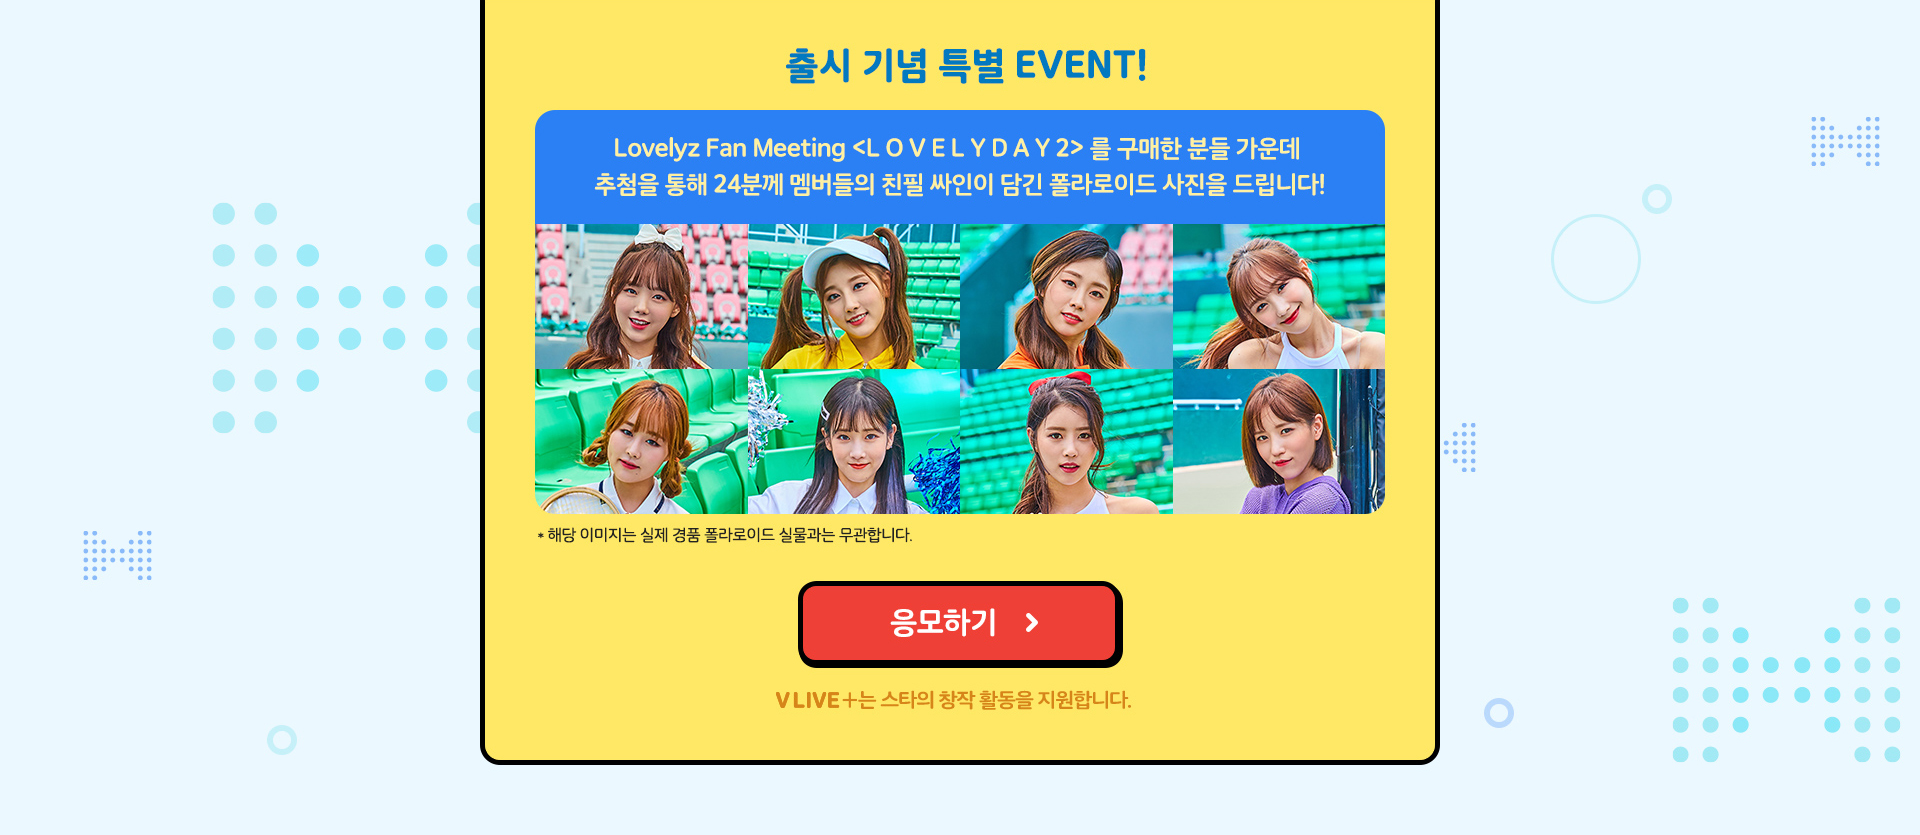 출시 기념 특별 EVENT!
Lovelyz Fan Meeting <L O V E L Y D A Y 2> 를 구매한 분들 가운데
추첨을 통해 24분께 멤버들의 친필 싸인이 담긴 폴라로이드 사진을 드립니다!
* 해당 이미지는 실제 경품 폴라로이드 실물과는 무관합니다.
응모하기 >
V LIVE+는 스타의 창작 활동을 지원합니다.